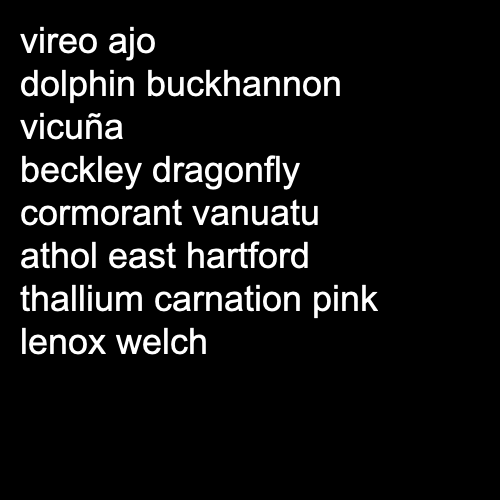 vireo ajo
dolphin buckhannon
vicuña
beckley dragonfly
cormorant vanuatu
athol east hartford
thallium carnation pink
lenox welch